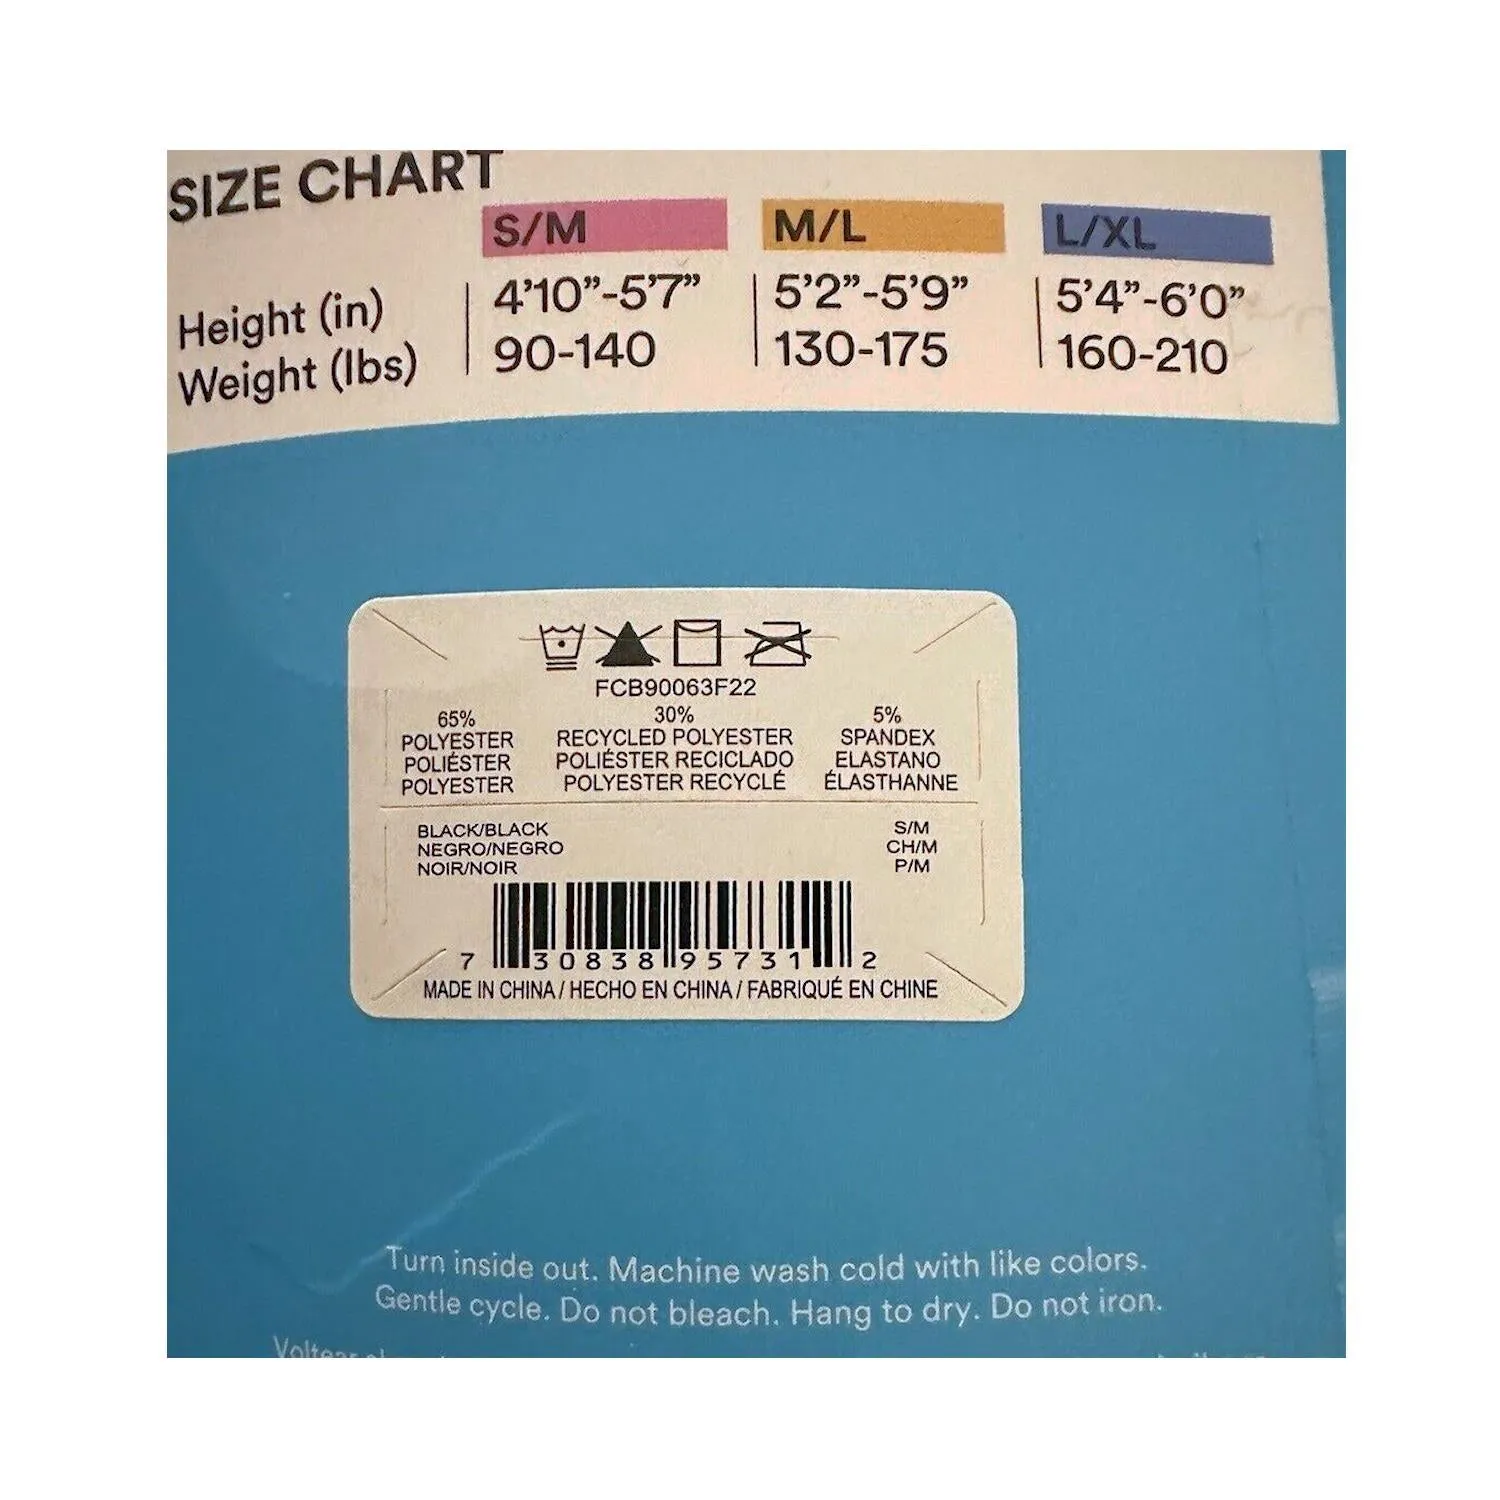 SIZE CHART
S/M M/L L/XL
Height (in) 4'10”-5'7” 5'2”-5'9” 5'4”-6'0”
Weight (lbs) 90-140 130-175 160-210
FCB90063F22
65% 30% 5%
POLYESTER RECYCLED POLYESTER SPANDEX
POLIÉSTER POLIÉSTER RECICLADO ELASTANO
POLYESTER POLYESTER RECYCLÉ ÉLASTHANNE
BLACK/BLACK S/M
NEGRO/NEGRO CH/M
NOIR/NOIR P/M
7 30838 95731 2
MADE IN CHINA / HECHO EN CHINA / FABRIQUÉ EN CHINE
Turn inside out. Machine wash cold with like colors.
Gentle cycle. Do not bleach. Hang to dry. Do not iron.
Voltear